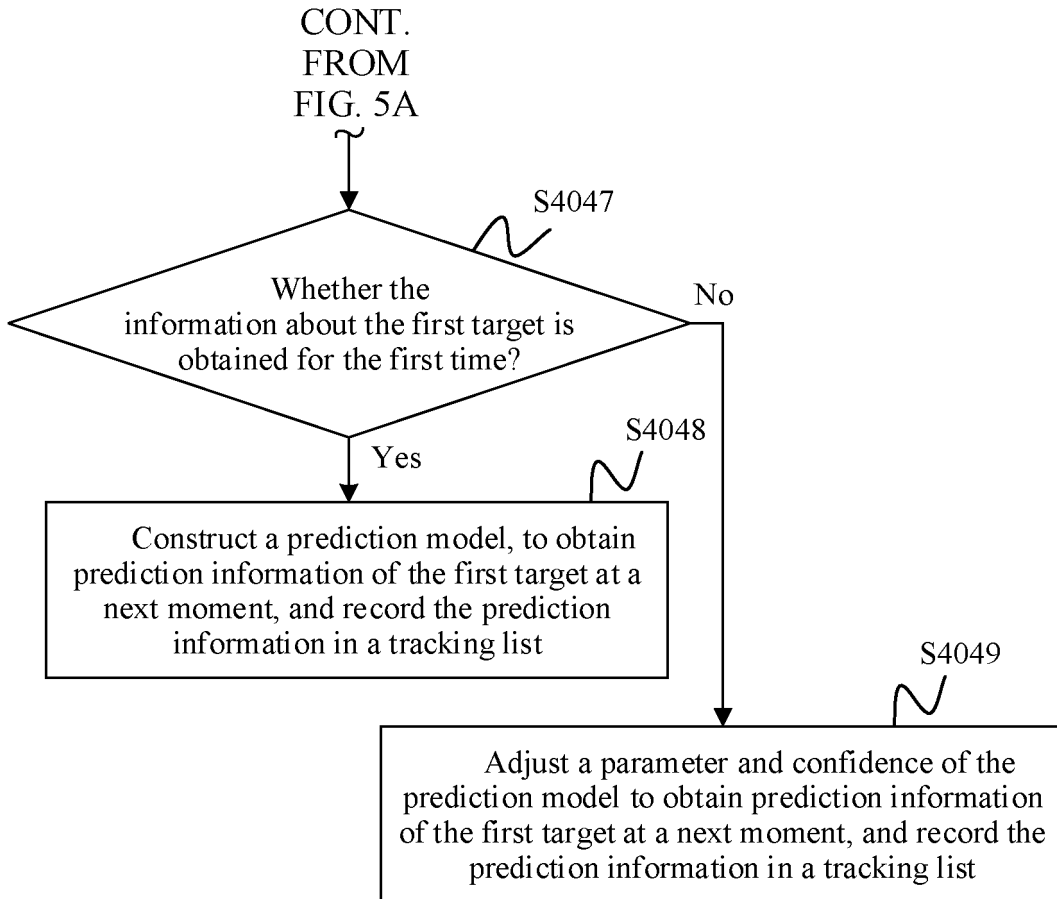 CONT.
FROM
FIG. 5A
S4047
Whether the
information about the first target is
obtained for the first time?
No
Yes
S4048
Construct a prediction model, to obtain
prediction information of the first target at a
next moment, and record the prediction
information in a tracking list
S4049
Adjust a parameter and confidence of the
prediction model to obtain prediction information
of the first target at a next moment, and record the
prediction information in a tracking list